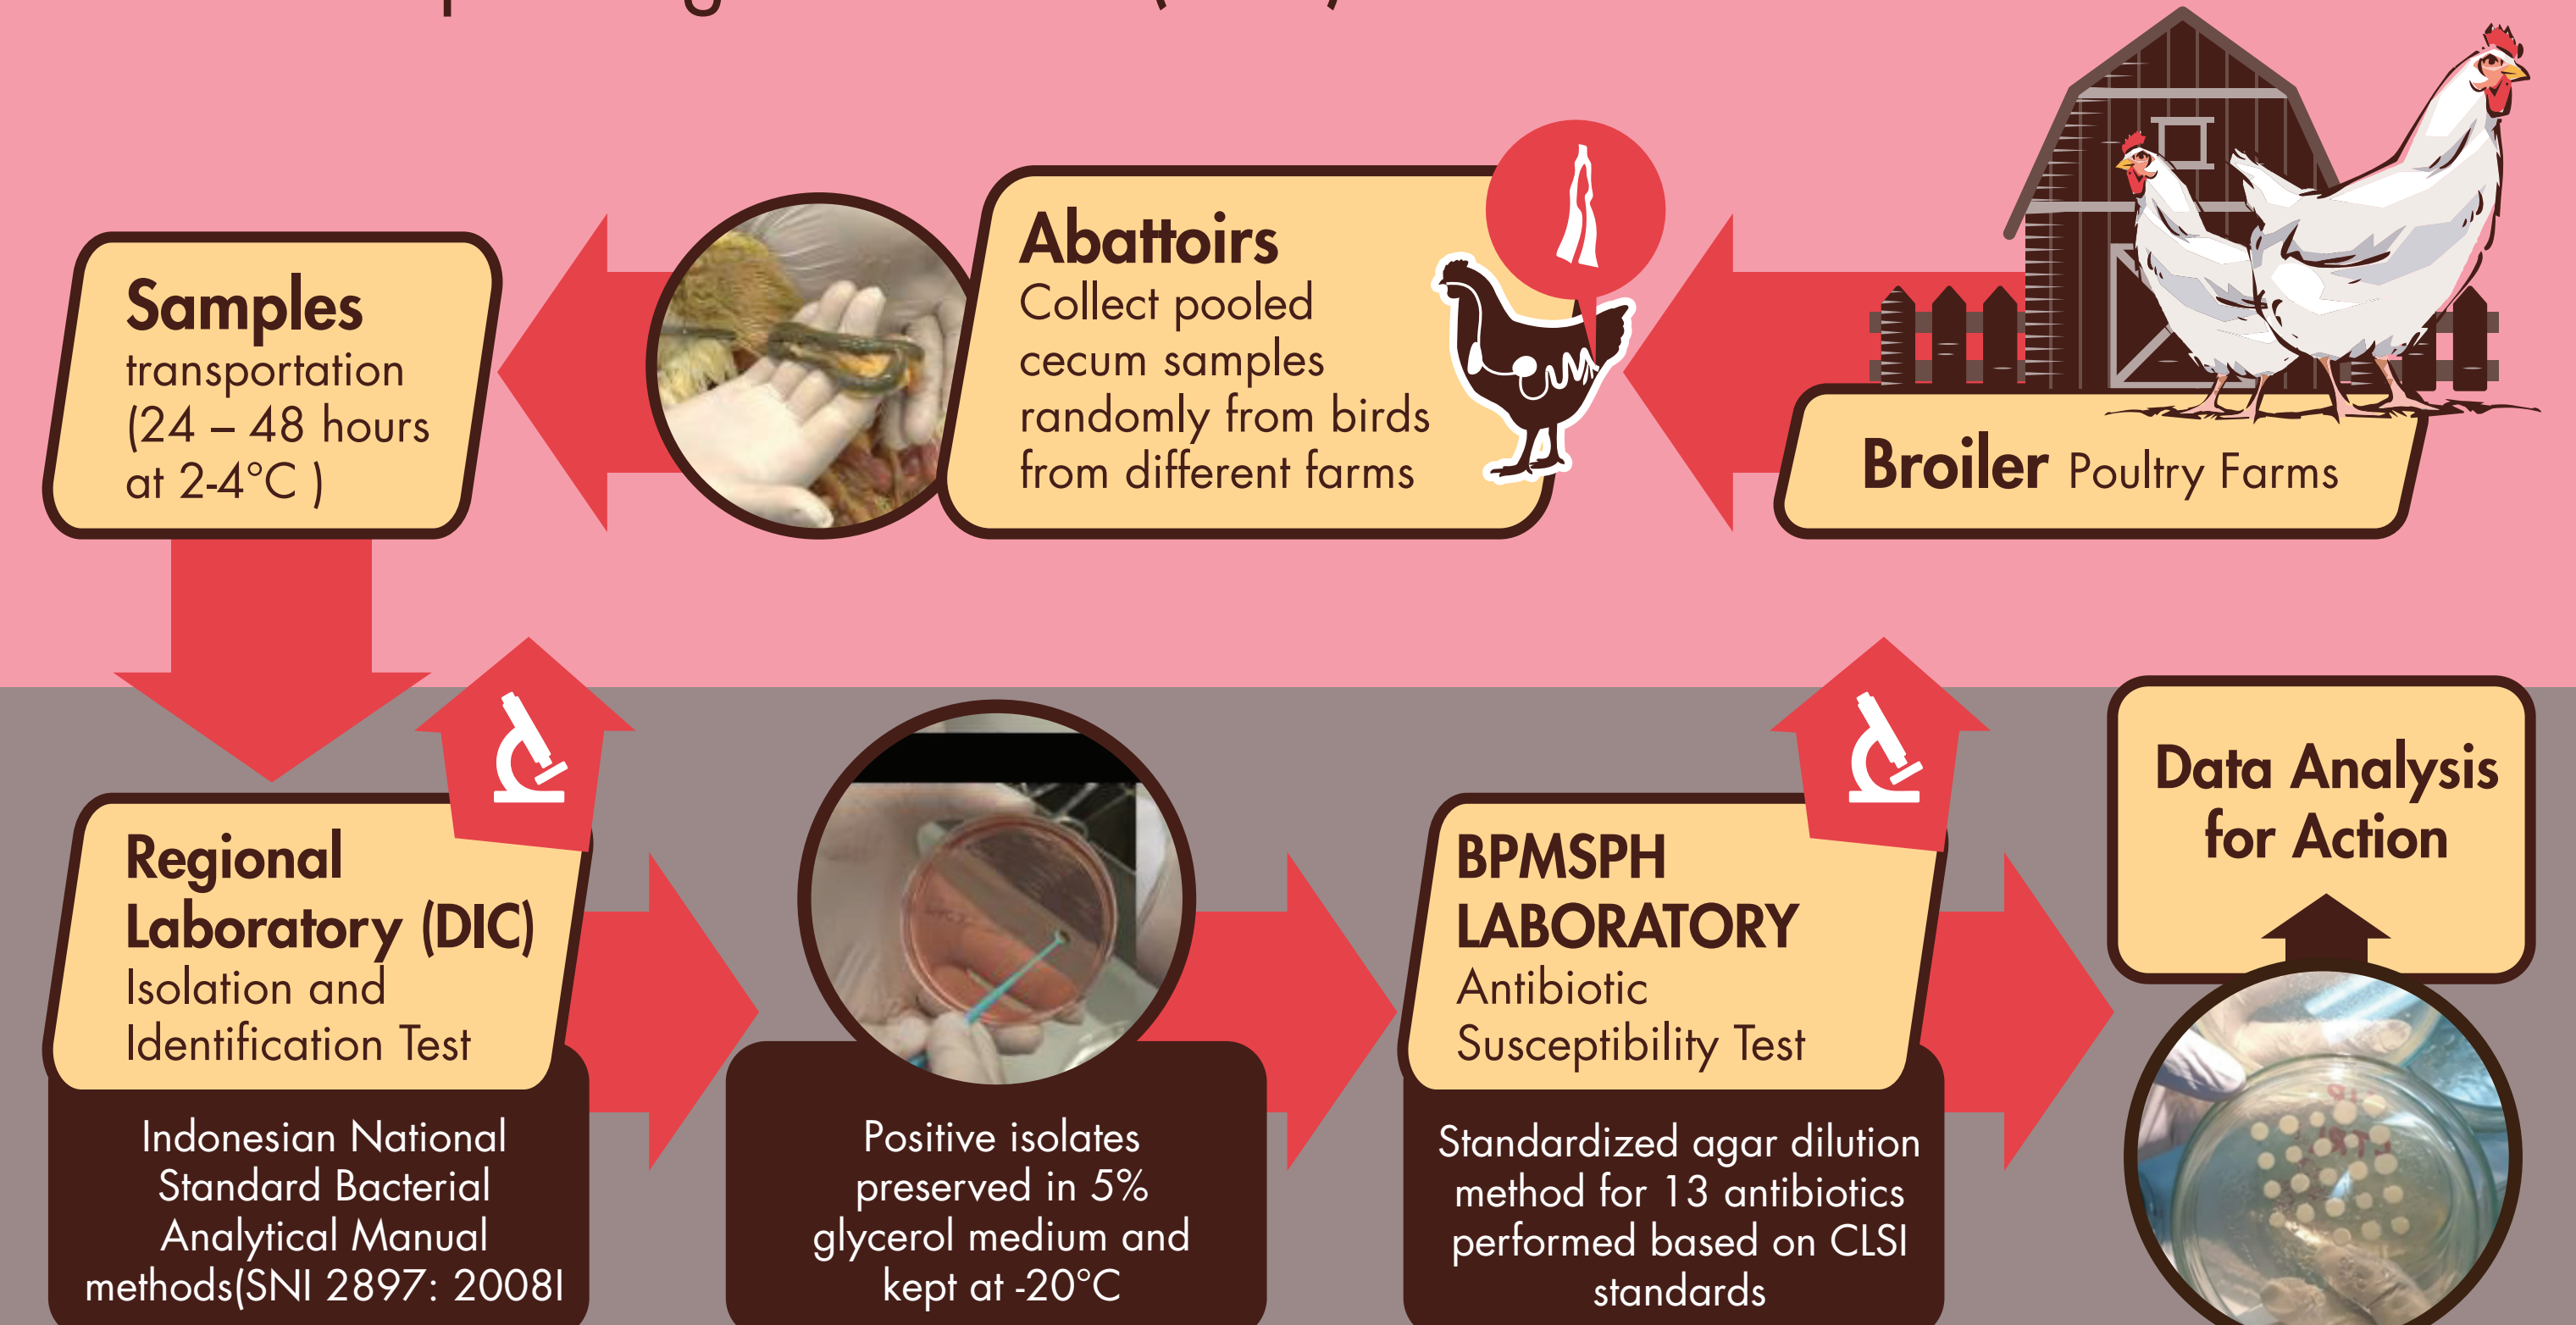 Broiler Poultry Farms
Abattoirs
Collect pooled
cecum samples
randomly from birds
from different farms
Samples
transportation
(24 – 48 hours
at 2-4°C )
Regional
Laboratory (DIC)
Isolation and
Identification Test
Indonesian National
Standard Bacterial
Analytical Manual
methods(SNI 2897: 2008I
Positive isolates
preserved in 5%
glycerol medium and
kept at -20°C
BPMSPH
LABORATORY
Antibiotic
Susceptibility Test
Standardized agar dilution
method for 13 antibiotics
performed based on CLSI
standards
Data Analysis
for Action